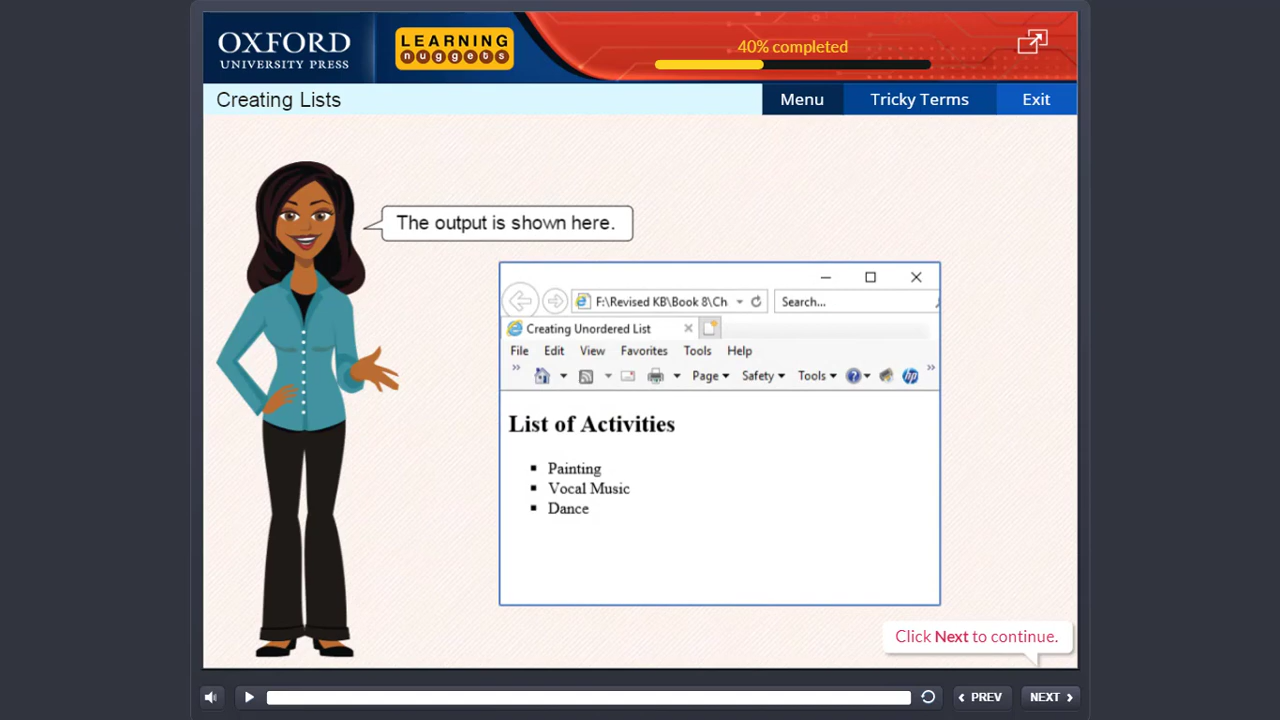 OXFORD
UNIVERSITY PRESS
LEARNING
nuggets
40% completed
Creating Lists
Menu
Tricky Terms
Exit
The output is shown here.
F:\Revised KB\Book 8\Ch
Search...
Creating Unordered List
File Edit View Favorites Tools Help
Page Safety Tools
hp
List of Activities
Painting
Vocal Music
Dance
Click Next to continue.
PREV
NEXT